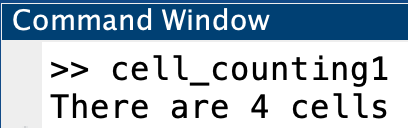 Command Window
>> cell_counting1
There are 4 cells